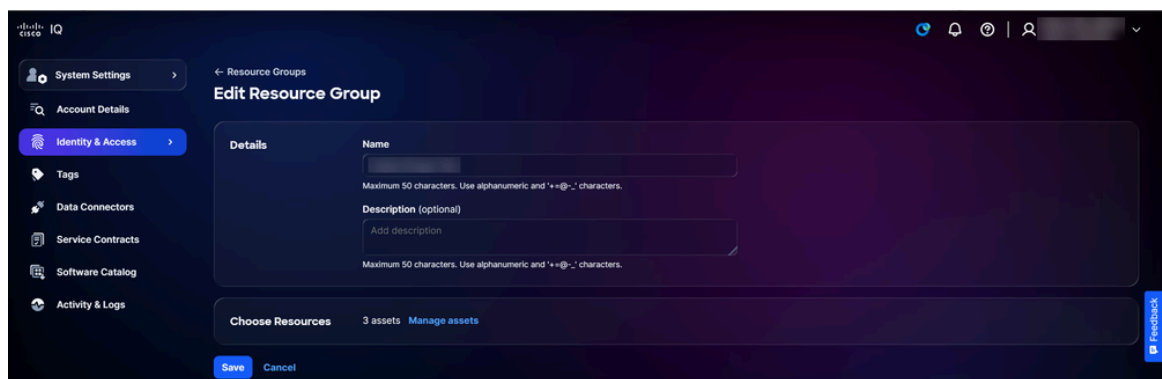 CISCO IQ
System Settings
← Resource Groups
Edit Resource Group
Account Details
Identity & Access
Tags
Data Connectors
Service Contracts
Software Catalog
Activity & Logs
Details
Name
Maximum 50 characters. Use alphanumeric and '+=@-_' characters.
Description (optional)
Add description
Maximum 50 characters. Use alphanumeric and '+=@-_' characters.
Choose Resources
3 assets Manage assets
Save Cancel
Feedback